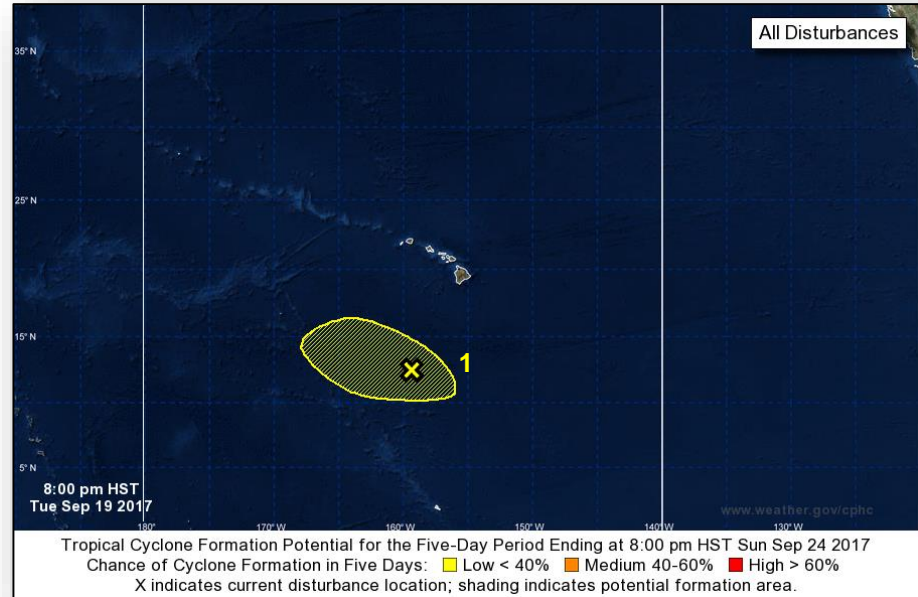 All Disturbances
35° N
25° N
15° N
1
5° N
8:00 pm HST
Tue Sep 19 2017
www.weather.gov/cphc
180° 170° W 160° W 150° W 140° W 130° W
Tropical Cyclone Formation Potential for the Five-Day Period Ending at 8:00 pm HST Sun Sep 24 2017
Chance of Cyclone Formation in Five Days: Low < 40% Medium 40-60% High > 60%
X indicates current disturbance location; shading indicates potential formation area.